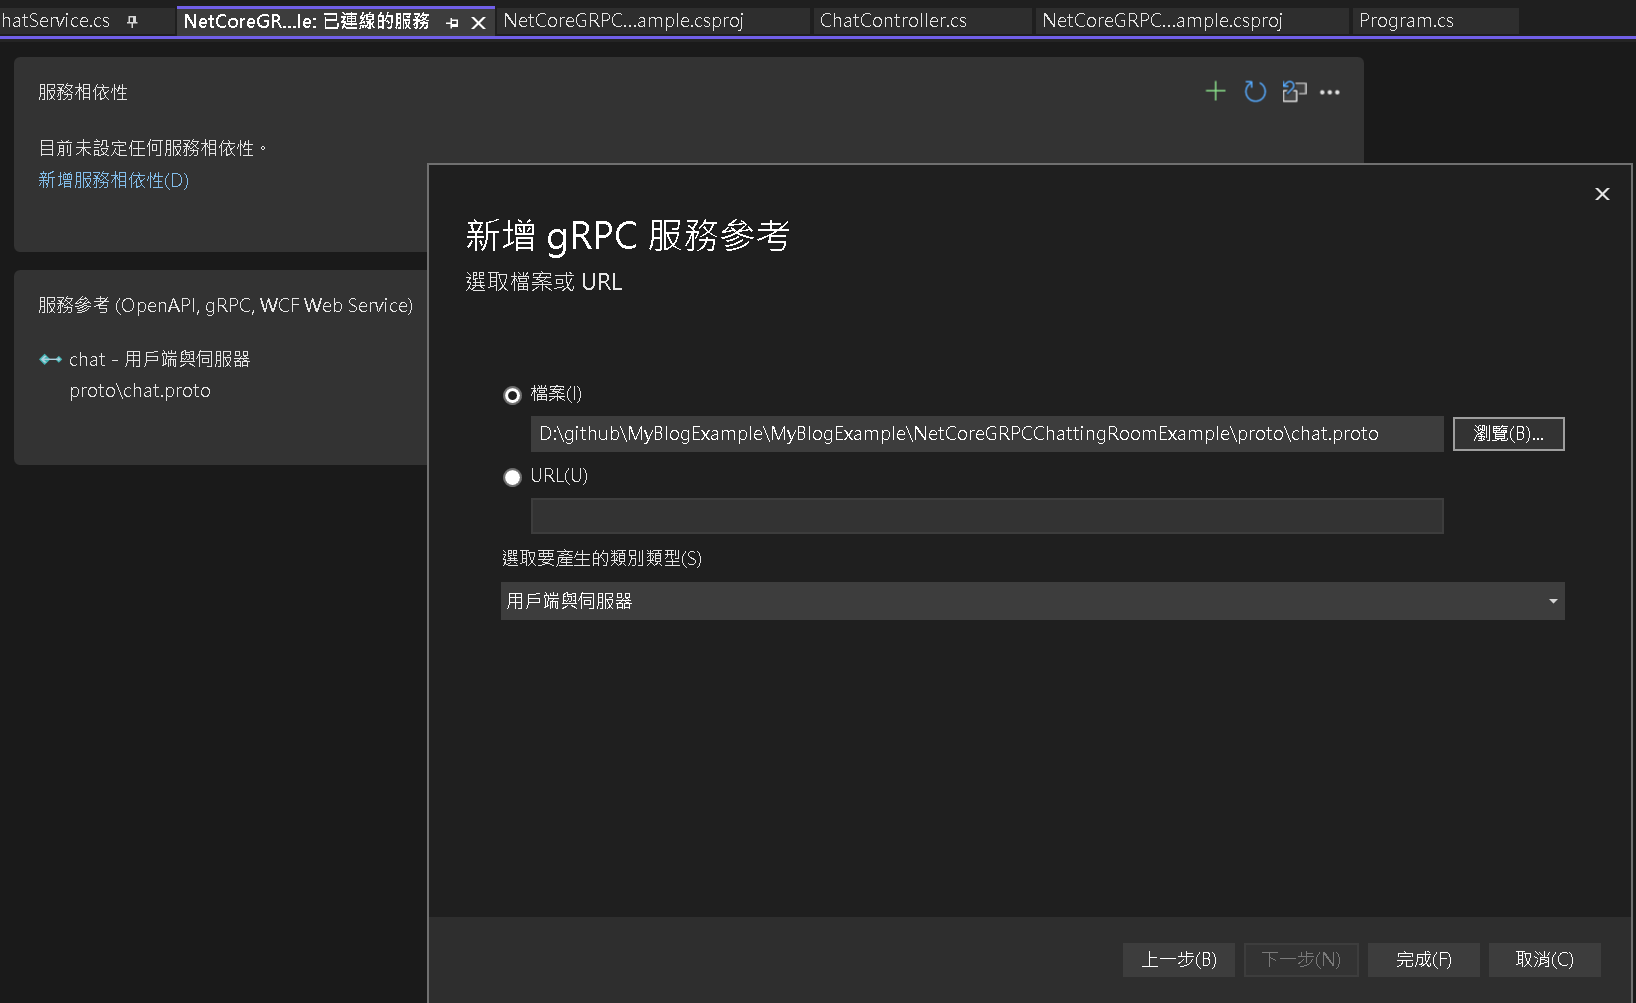 hatService.cs
NetCoreGR...le: 已連線的服務
NetCoreGRPC...ample.csproj
ChatController.cs
NetCoreGRPC...ample.csproj
Program.cs
服務相依性
目前未設定任何服務相依性。
新增服務相依性(D)
服務參考 (OpenAPI, gRPC, WCF Web Service)
chat - 用戶端與伺服器
proto\chat.proto
新增 gRPC 服務參考
選取檔案或 URL
檔案(I)
D:\github\MyBlogExample\MyBlogExample\NetCoreGRPCChattingRoomExample\proto\chat.proto
瀏覽(B)...
URL(U)
選取要產生的類別類型(S)
用戶端與伺服器
上一步(B)
下一步(N)
完成(F)
取消(C)